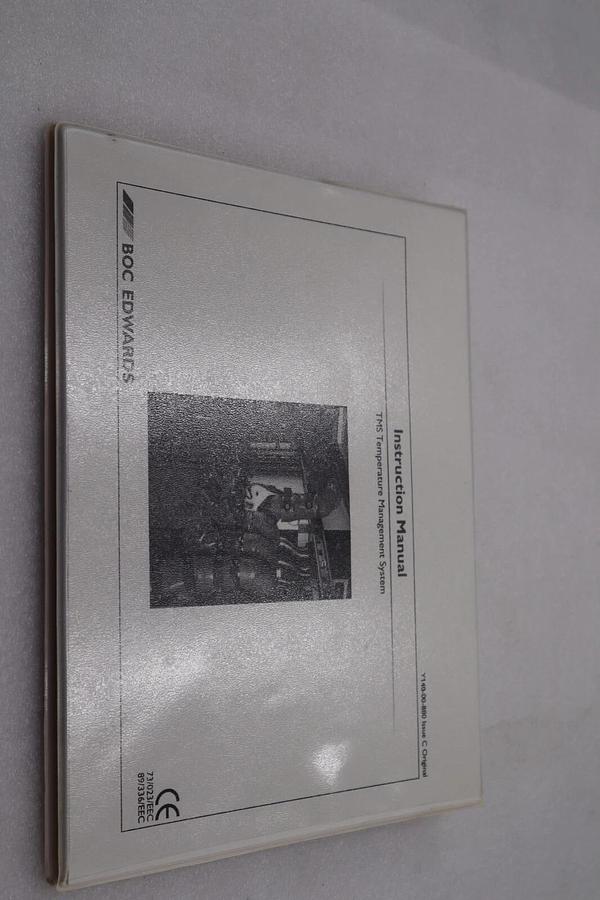 Y14B-00-880 Issue C Original
Instruction Manual
TMS Temperature Management System
BOC EDWARDS
CE
73/023/EEC
89/336/EEC